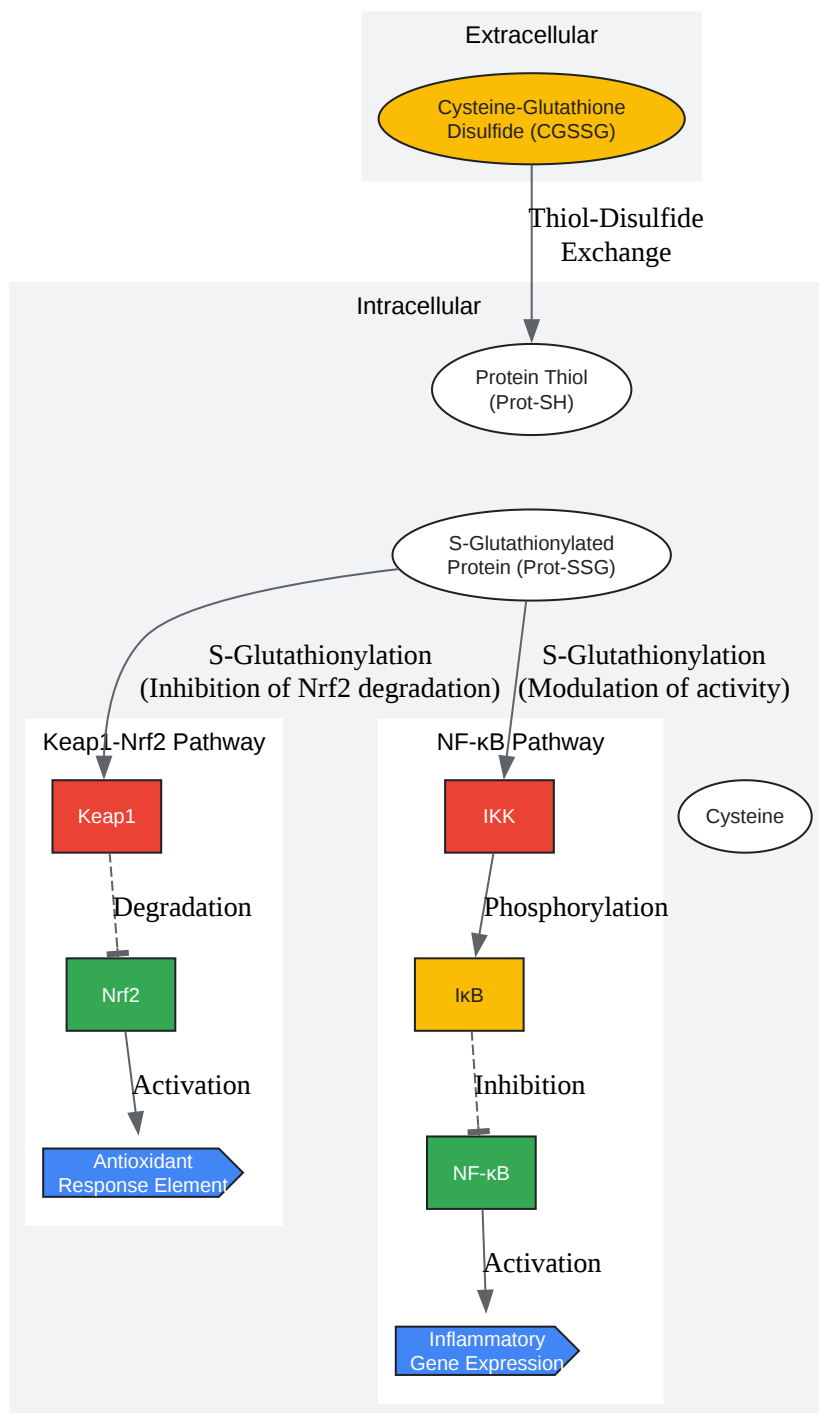 Extracellular
Cysteine-Glutathione
Disulfide (CGSSG)
Thiol-Disulfide
Exchange
Intracellular
Protein Thiol
(Prot-SH)
S-Glutathionylated
Protein (Prot-SSG)
S-Glutathionylation
(Inhibition of Nrf2 degradation)
S-Glutathionylation
(Modulation of activity)
Keap1-Nrf2 Pathway
Keap1
Degradation
Nrf2
Activation
Antioxidant
Response Element
NF-κB Pathway
IKK
Phosphorylation
IκB
Inhibition
NF-κB
Activation
Inflammatory
Gene Expression
Cysteine